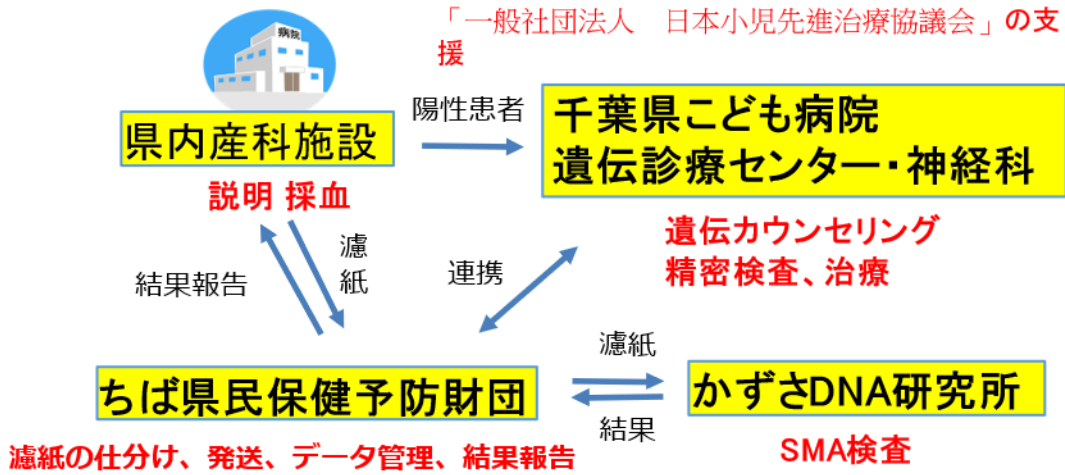 「一般社団法人　日本小児先進治療協議会」の支
援
病院
陽性患者
県内産科施設
千葉県こども病院
遺伝診療センター・神経科
説明 採血
遺伝カウンセリング
精密検査、治療
濾
紙
結果報告
連携
濾紙
ちば県民保健予防財団
かずさDNA研究所
結果
濾紙の仕分け、発送、データ管理、結果報告
SMA検査